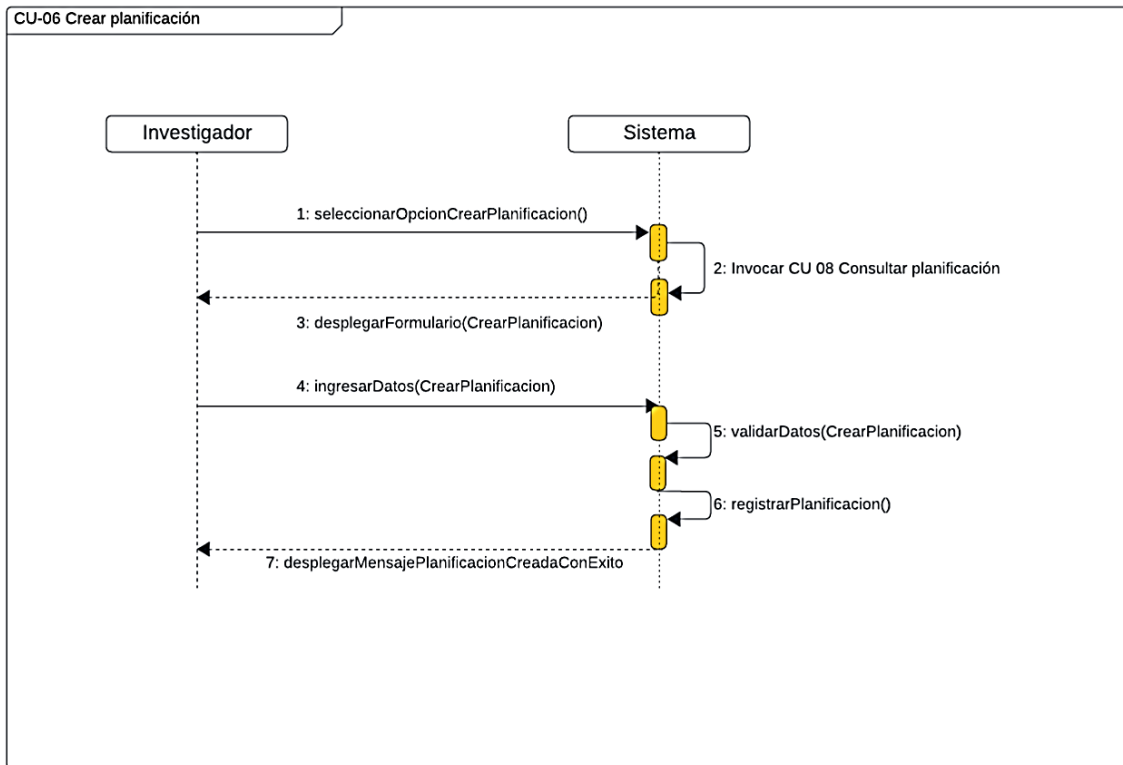 CU-06 Crear planificación
Investigador
Sistema
1: seleccionarOpcionCrearPlanificacion()
2: Invocar CU 08 Consultar planificación
3: desplegarFormulario(CrearPlanificacion)
4: ingresarDatos(CrearPlanificacion)
5: validarDatos(CrearPlanificacion)
6: registrarPlanificacion()
7: desplegarMensajePlanificacionCreadaConExito